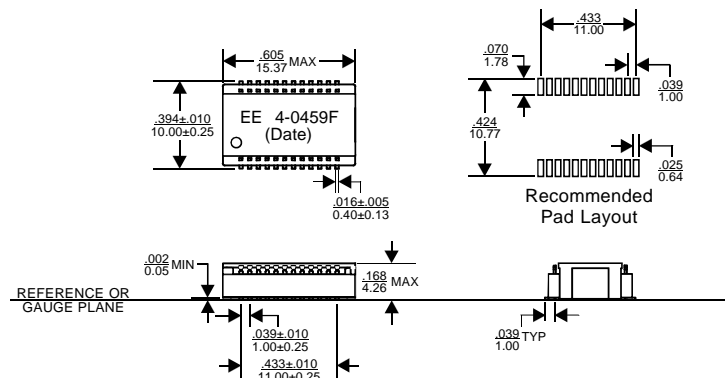 .605
15.37 MAX
.394±.010
10.00±0.25
EE 4-0459F
(Date)
.016±.005
0.40±0.13
.433
11.00
.070
1.78
.039
1.00
.424
10.77
.025
0.64
Recommended
Pad Layout
.002
0.05 MIN
.168
4.26 MAX
REFERENCE OR
GAUGE PLANE
.039±.010
1.00±0.25
.433±.010
11.00±0.25
.039
1.00 TYP